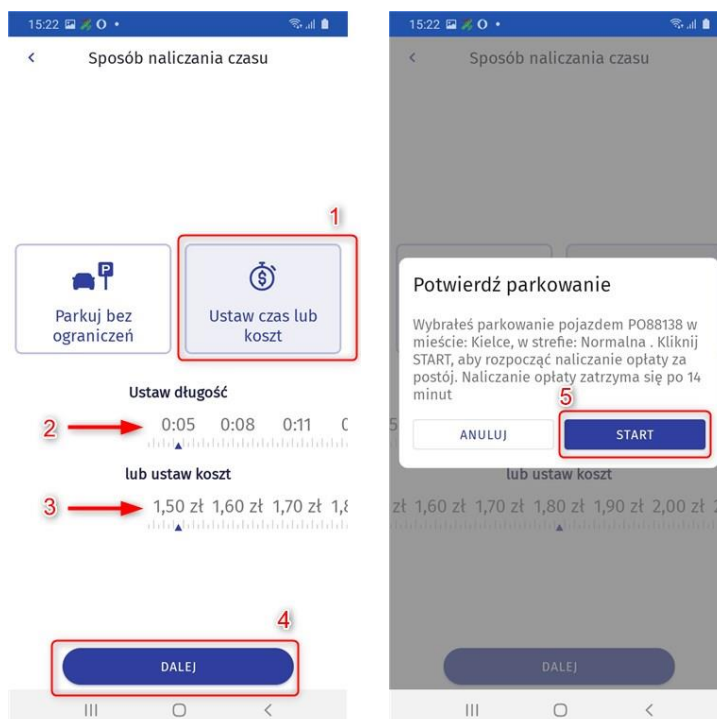 15:22
Sposób naliczania czasu
1
Parkuj bez
ograniczeń
Ustaw czas lub
koszt
Ustaw długość
2
0:05 0:08 0:11
lub ustaw koszt
3
1,50 zł 1,60 zł 1,70 zł 1,8
4
DALEJ
15:22
Sposób naliczania czasu
Potwierdź parkowanie
Wybrałeś parkowanie pojazdem PO88138 w
mieście: Kielce, w strefie: Normalna . Kliknij
START, aby rozpocząć naliczanie opłaty za
postój. Naliczanie opłaty zatrzyma się po 14
minut
5
ANULUJ
START
lub ustaw koszt
zł 1,60 zł 1,70 zł 1,80 zł 1,90 zł 2,00 zł
DALEJ